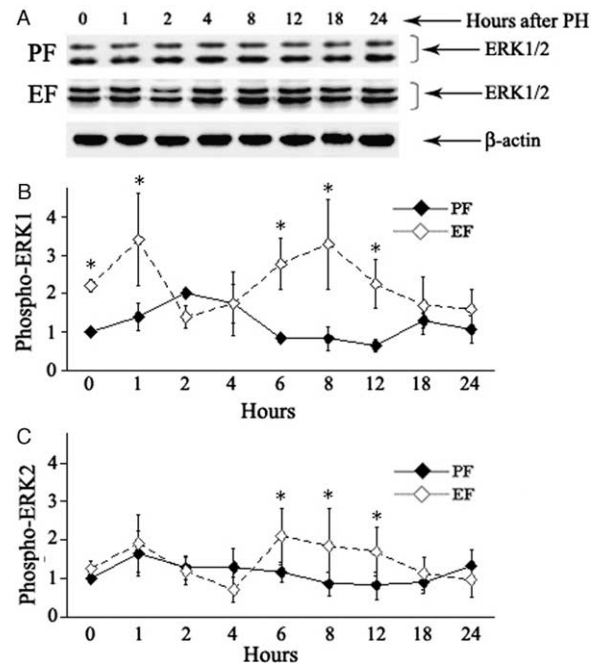 A
0 1 2 4 8 12 18 24 Hours after PH
PF ERK1/2
EF ERK1/2
β-actin
B
Phospho-ERK1
4
3
2
1
0
* * * * *
PF
EF
0 1 2 4 6 8 12 18 24
Hours
C
Phospho-ERK2
4
3
2
1
0
* * *
PF
EF
0 1 2 4 6 8 12 18 24
Hours